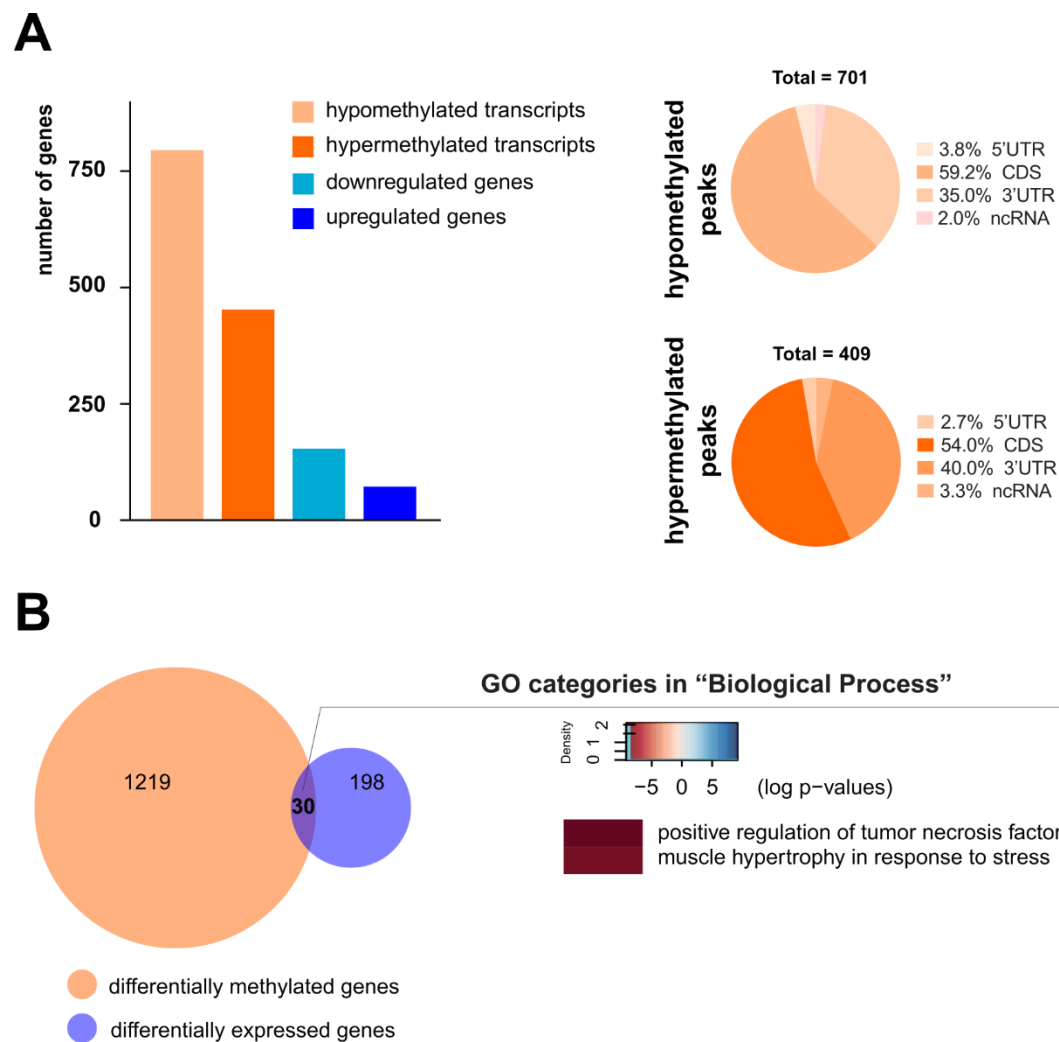 A
number of genes
750
500
250
0
hypomethylated transcripts
hypermethylated transcripts
downregulated genes
upregulated genes
hypomethylated
peaks
Total = 701
3.8% 5'UTR
59.2% CDS
35.0% 3'UTR
2.0% ncRNA
hypermethylated
peaks
Total = 409
2.7% 5'UTR
54.0% CDS
40.0% 3'UTR
3.3% ncRNA
B
1219
30
198
differentially methylated genes
differentially expressed genes
GO categories in “Biological Process”
Density
0 1 2
−5 0 5 (log p−values)
positive regulation of tumor necrosis factor
muscle hypertrophy in response to stress